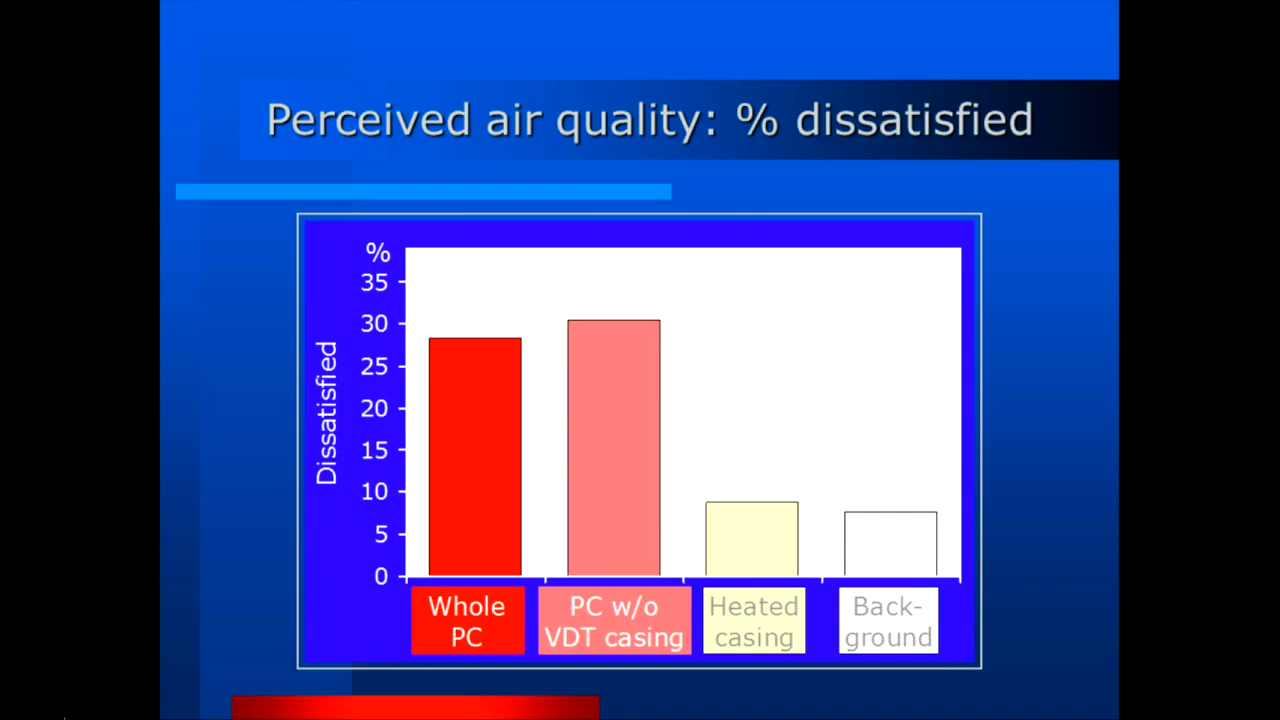 Perceived air quality: % dissatisfied
%
35
30
25
20
15
10
5
0
Dissatisfied
Whole
PC
PC w/o
VDT casing
Heated
casing
Back-
ground